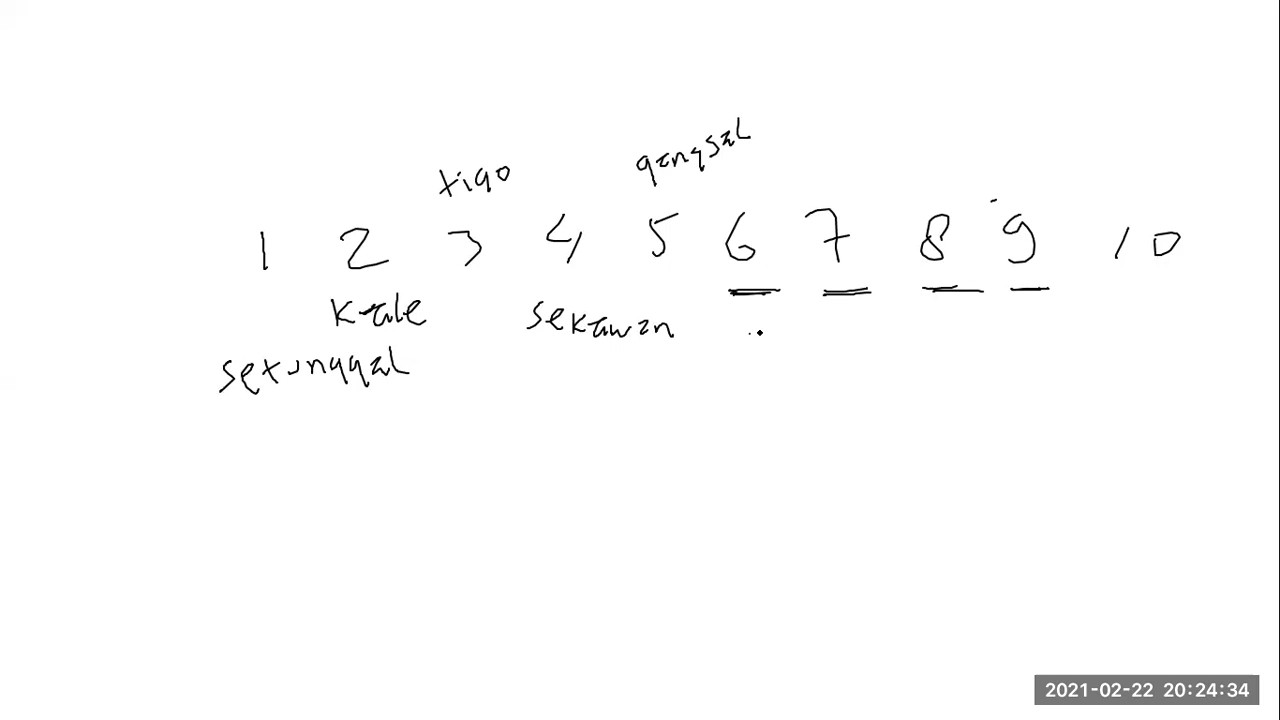 gangsal
tigo
1 2 3 4 5 6 7 8 9 10
kale
sekawan
setunggal
2021-02-22 20:24:34